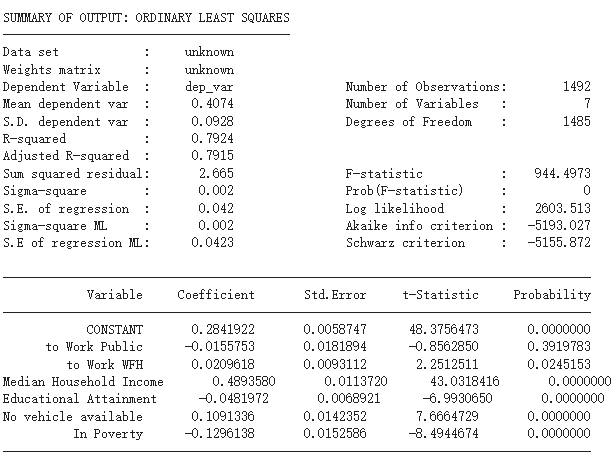 SUMMARY OF OUTPUT: ORDINARY LEAST SQUARES
Data set : unknown
Weights matrix : unknown
Dependent Variable : dep_var Number of Observations: 1492
Mean dependent var : 0.4074 Number of Variables : 7
S.D. dependent var : 0.0928 Degrees of Freedom : 1485
R-squared : 0.7924
Adjusted R-squared : 0.7915
Sum squared residual: 2.665 F-statistic : 944.4973
Sigma-square : 0.002 Prob(F-statistic) : 0
S.E. of regression : 0.042 Log likelihood : 2603.513
Sigma-square ML : 0.002 Akaike info criterion : -5193.027
S.E of regression ML: 0.0423 Schwarz criterion : -5155.872
Variable Coefficient Std.Error t-Statistic Probability
CONSTANT 0.2841922 0.0058747 48.3756473 0.0000000
to Work Public -0.0155753 0.0181894 -0.8562850 0.3919783
to Work WFH 0.0209618 0.0093112 2.2512511 0.0245153
Median Household Income 0.4893580 0.0113720 43.0318416 0.0000000
Educational Attainment -0.0481972 0.0068921 -6.9930650 0.0000000
No vehicle available 0.1091336 0.0142352 7.6664729 0.0000000
In Poverty -0.1296138 0.0152586 -8.4944674 0.0000000